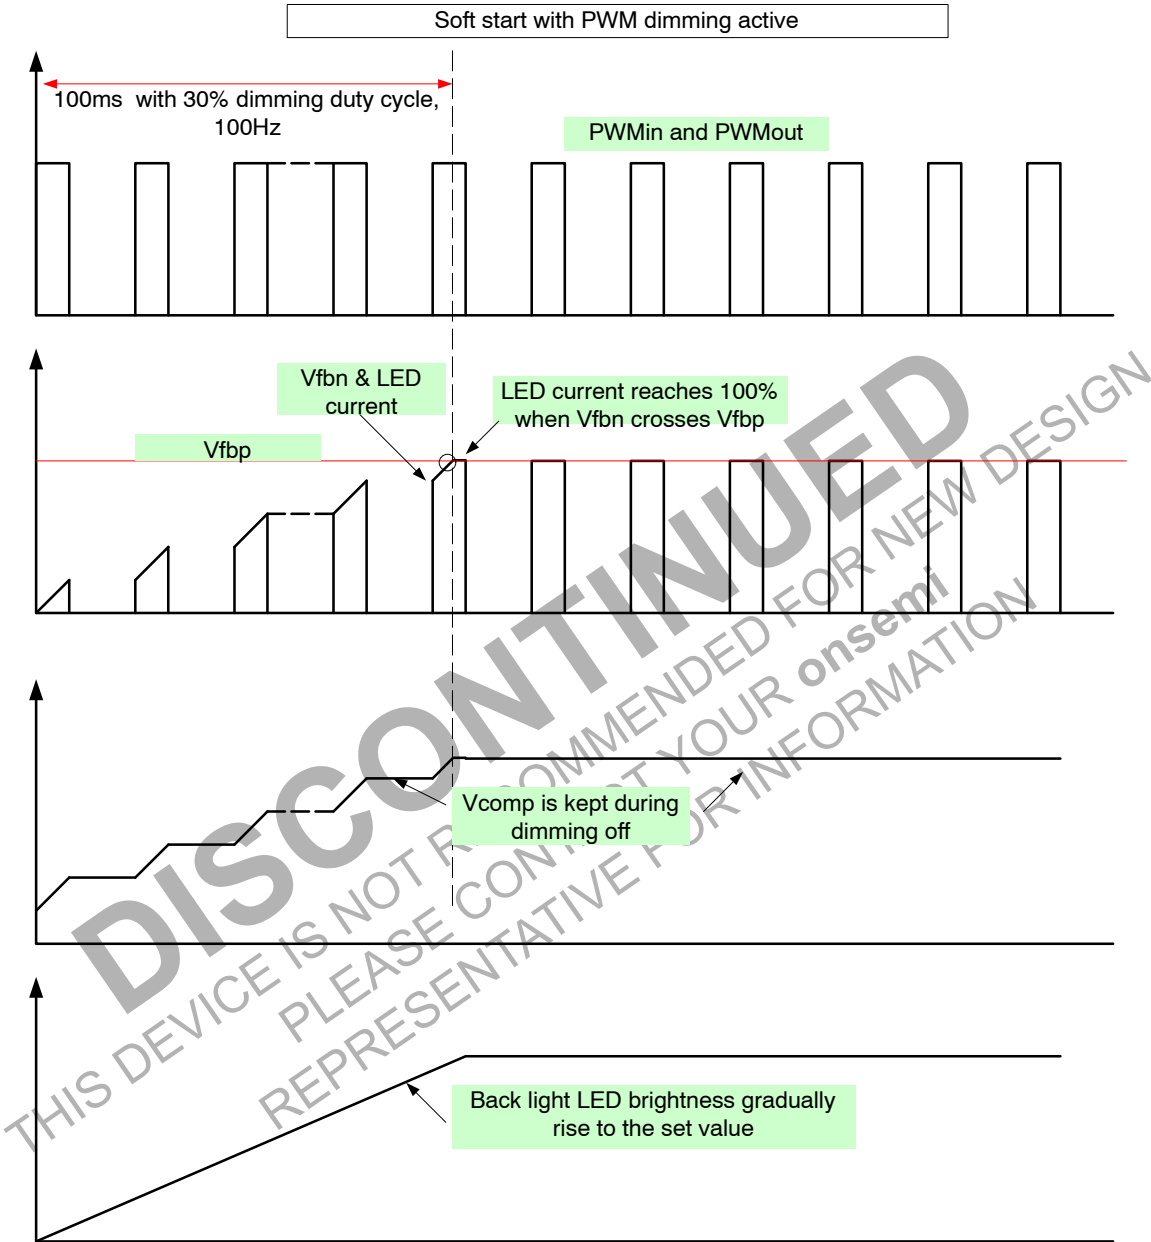 Soft start with PWM dimming active
100ms with 30% dimming duty cycle,
100Hz
PWMin and PWMout
Vfbn & LED
current
LED current reaches 100%
when Vfbn crosses Vfbp
Vfbp
Vcomp is kept during
dimming off
Back light LED brightness gradually
rise to the set value
DISCONTINUED
THIS DEVICE IS NOT RECOMMENDED FOR NEW DESIGN
PLEASE CONTACT YOUR onsemi
REPRESENTATIVE FOR INFORMATION